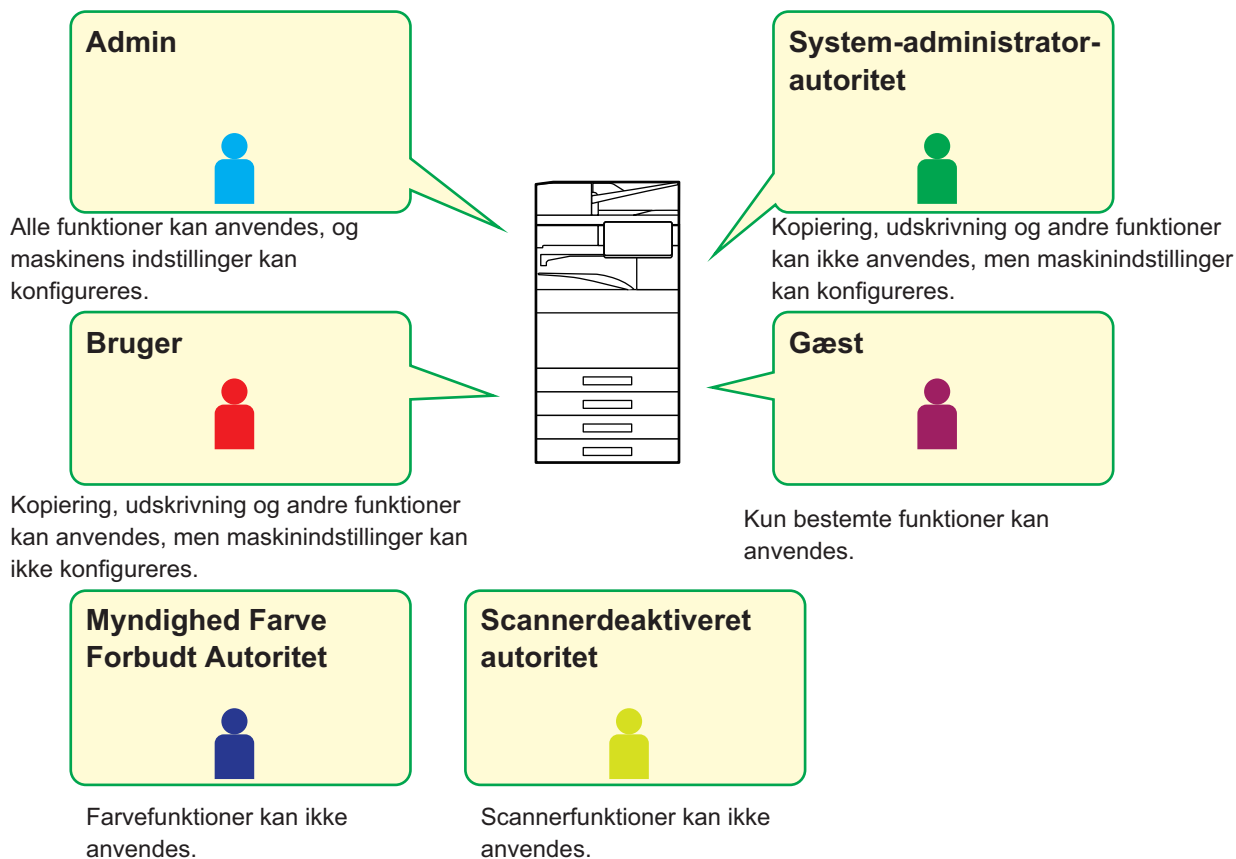 Admin
Alle funktioner kan anvendes, og
maskinens indstillinger kan
konfigureres.
System-administrator-
autoritet
Kopiering, udskrivning og andre funktioner
kan ikke anvendes, men maskinindstillinger
kan konfigureres.
Bruger
Kopiering, udskrivning og andre funktioner
kan anvendes, men maskinindstillinger kan
ikke konfigureres.
Gæst
Kun bestemte funktioner kan
anvendes.
Myndighed Farve
Forbudt Autoritet
Farvefunktioner kan ikke
anvendes.
Scannerdeaktiveret
autoritet
Scannerfunktioner kan ikke
anvendes.